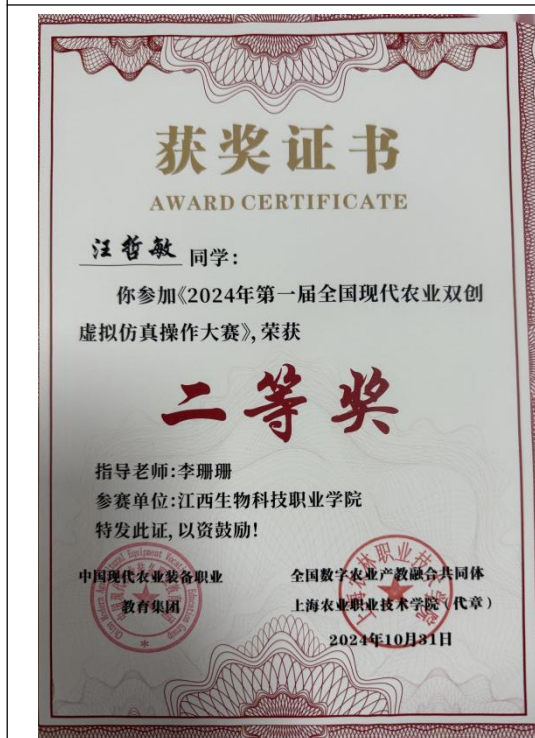 获奖证书
AWARD CERTIFICATE
汪哲敏 同学：
你参加《2024年第一届全国现代农业双创
虚拟仿真操作大赛》，荣获
二等奖
指导老师：李珊珊
参赛单位：江西生物科技职业学院
特发此证，以资鼓励！
中国现代农业装备职业
教育集团
全国数字农业产教融合共同体
上海农业职业技术学院（代章）
2024年10月31日